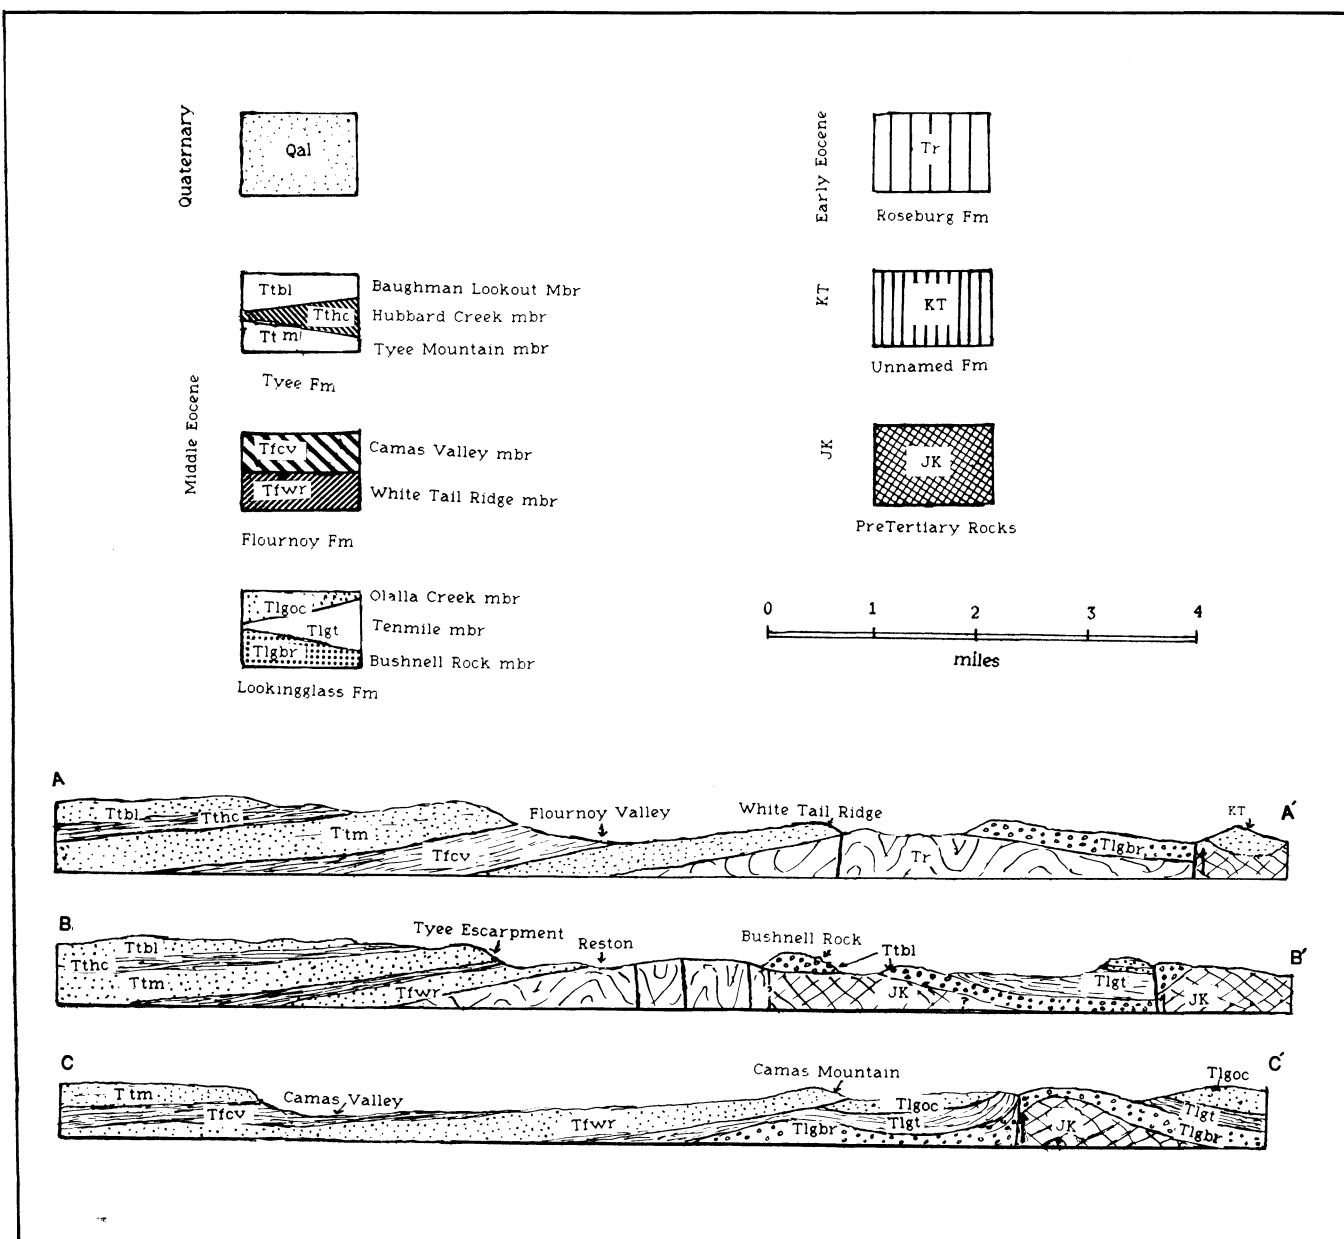 Quaternary
Qal
Middle Eocene
Ttbl
Tthc
Ttm
Baughman Lookout Mbr
Hubbard Creek mbr
Tyee Mountain mbr
Tyee Fm
Tfcv
Tfwr
Camas Valley mbr
White Tail Ridge mbr
Flournoy Fm
Tlgoc
Tlgt
Tlgbr
Olalla Creek mbr
Tenmile mbr
Bushnell Rock mbr
Lookingglass Fm
Early Eocene
Tr
Roseburg Fm
KT
KT
Unnamed Fm
JK
JK
PreTertiary Rocks
0 1 2 3 4
miles
A
A′
Ttbl
Tthc
Ttm
Tfcv
Flournoy Valley
White Tail Ridge
Tr
Tlgbr
KT
B
B′
Ttbl
Tthc
Ttm
Tyee Escarpment
Tfwr
Reston
Bushnell Rock
Ttbl
JK
Tlgt
JK
C
C′
Ttm
Tfcv
Camas Valley
Tfwr
Camas Mountain
Tlgbr
Tlgoc
Tlgt
JK
Tlgoc
Tlgt
Tlgbr